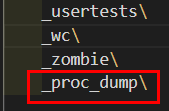 _usertests\
_wc\
_zombie\
_proc_dump\